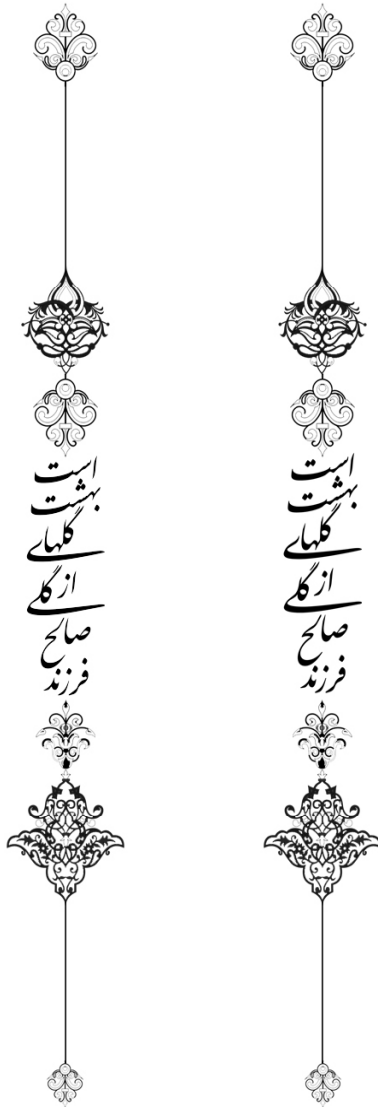 است
بهشت
گلهای
از گلی
صالح
فرزند
است
بهشت
گلهای
از گلی
صالح
فرزند